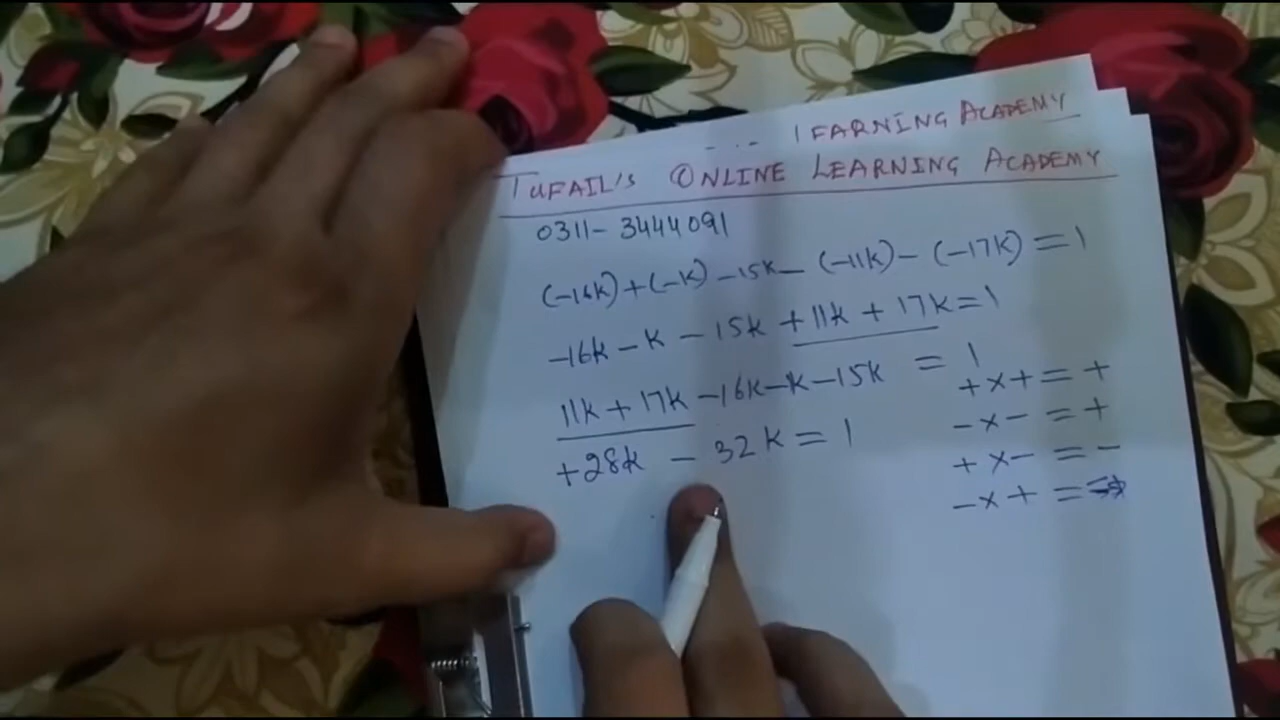 LEARNING ACADEMY
TUFAIL'S ONLINE LEARNING ACADEMY
0311-3444091
(-16k)+(-k)-15k-(-11k)-(-17k)=1
-16k-k-15k+11k+17k=1
11k+17k-16k-k-15k=1
+28k-32k=1
+x+=+
-x-=+
+x-=-
-x+=-